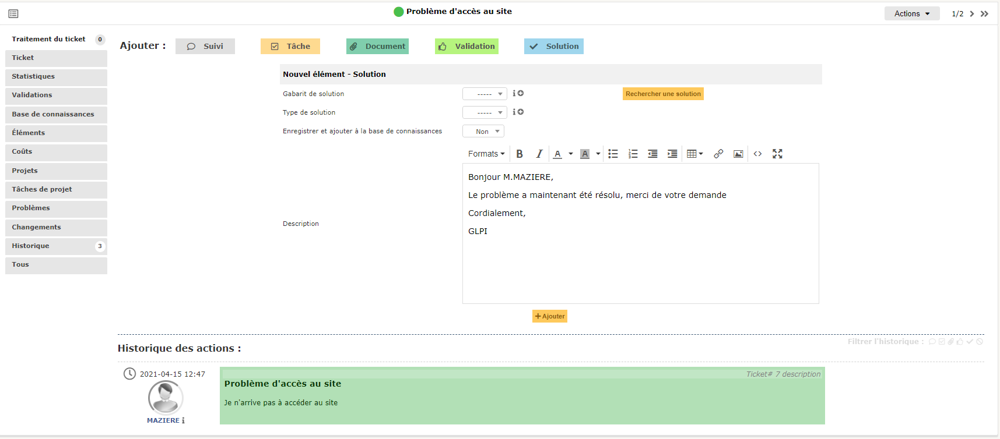 Problème d'accès au site
Actions
1/2
Traitement du ticket 0
Ticket
Statistiques
Validations
Base de connaissances
Éléments
Coûts
Projets
Tâches de projet
Problèmes
Changements
Historique 3
Tous
Ajouter : Suivi Tâche Document Validation Solution
Nouvel élément - Solution
Gabarit de solution ----- Rechercher une solution
Type de solution -----
Enregistrer et ajouter à la base de connaissances Non
Formats
Description
Bonjour M.MAZIERE,
Le problème a maintenant été résolu, merci de votre demande
Cordialement,
GLPI
Ajouter
Filtrer l'historique :
Historique des actions :
2021-04-15 12:47
MAZIERE
Ticket# 7 description
Problème d'accès au site
Je n'arrive pas à accéder au site